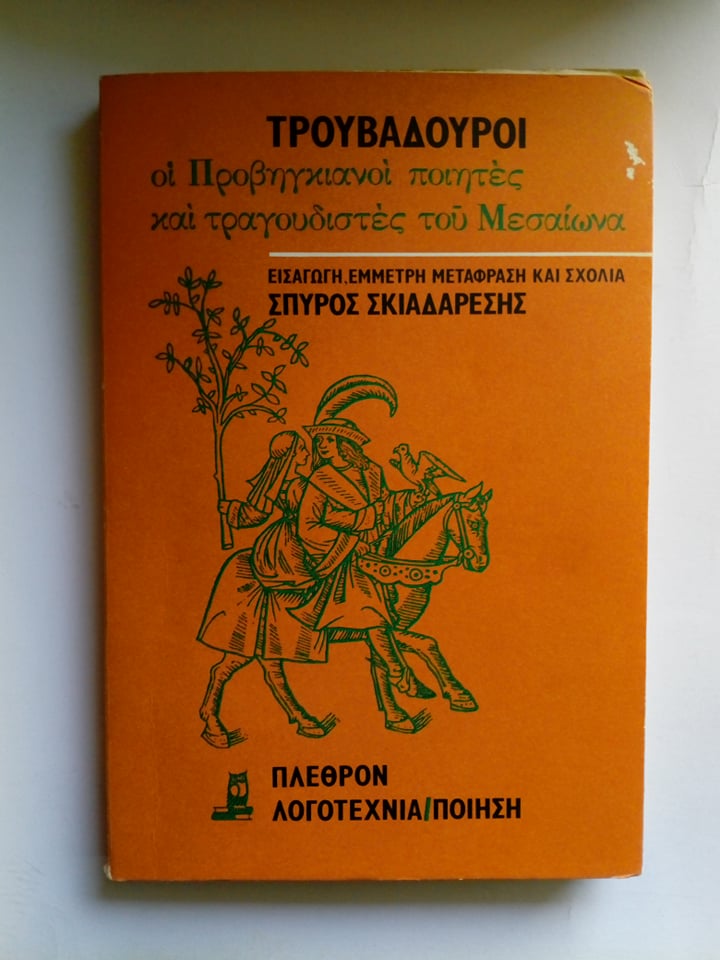 ΤΡΟΥΒΑΔΟΥΡΟΙ
οἱ Προβηγκιανοὶ ποιητὲς
καὶ τραγουδιστὲς τοῦ Μεσαίωνα
ΕΙΣΑΓΩΓΗ, ΕΜΜΕΤΡΗ ΜΕΤΑΦΡΑΣΗ ΚΑΙ ΣΧΟΛΙΑ
ΣΠΥΡΟΣ ΣΚΙΑΔΑΡΕΣΗΣ
ΠΛΕΘΡΟΝ
ΛΟΓΟΤΕΧΝΙΑ/ΠΟΙΗΣΗ